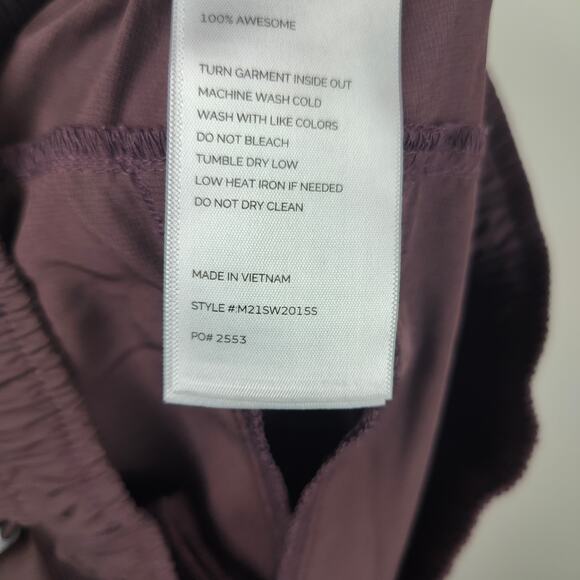 100% AWESOME
TURN GARMENT INSIDE OUT
MACHINE WASH COLD
WASH WITH LIKE COLORS
DO NOT BLEACH
TUMBLE DRY LOW
LOW HEAT IRON IF NEEDED
DO NOT DRY CLEAN
MADE IN VIETNAM
STYLE #:M21SW2015S
PO# 2553